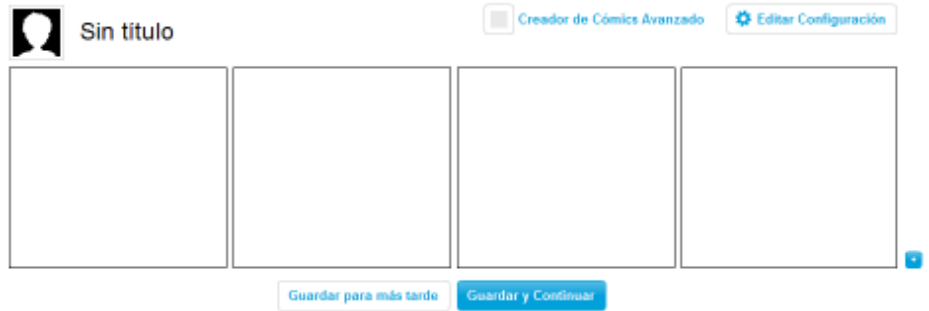 Sin título
Creador de Cómics Avanzado
Editar Configuración
+
Guardar para más tarde
Guardar y Continuar